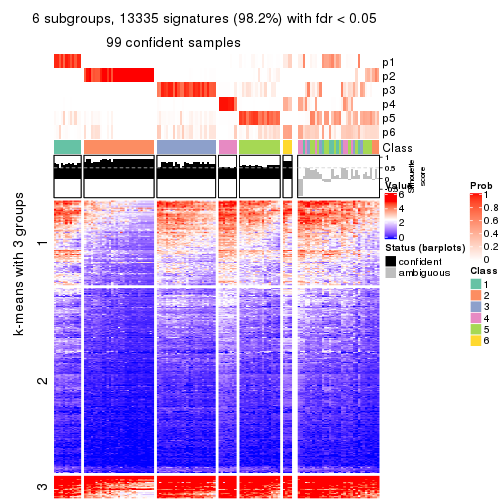 6 subgroups, 13335 signatures (98.2%) with fdr < 0.05
99 confident samples
p1
p2
p3
p4
p5
p6
Class
1
0.5
0
-0.5
Silhouette
score
k-means with 3 groups
1
2
3
Value
6
4
2
0
Status (barplots)
confident
ambiguous
Prob
1
0.8
0.6
0.4
0.2
0
Class
1
2
3
4
5
6